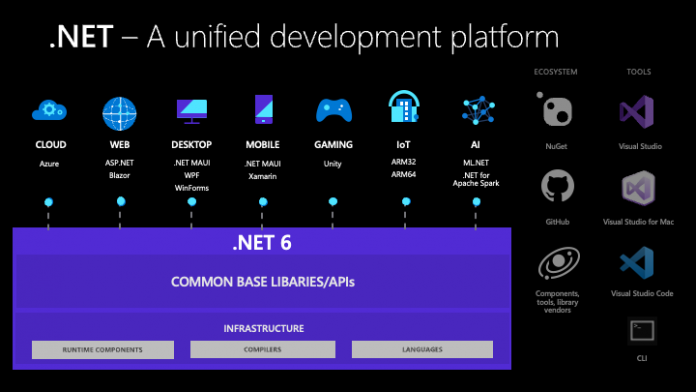 .NET – A unified development platform
ECOSYSTEM
TOOLS
CLOUD
Azure
WEB
ASP.NET
Blazor
DESKTOP
.NET MAUI
WPF
WinForms
MOBILE
.NET MAUI
Xamarin
GAMING
Unity
IoT
ARM32
ARM64
AI
ML.NET
.NET for
Apache Spark
NuGet
Visual Studio
GitHub
Visual Studio for Mac
Components,
tools, library
vendors
Visual Studio Code
CLI
.NET 6
COMMON BASE LIBARIES/APIs
INFRASTRUCTURE
RUNTIME COMPONENTS
COMPILERS
LANGUAGES